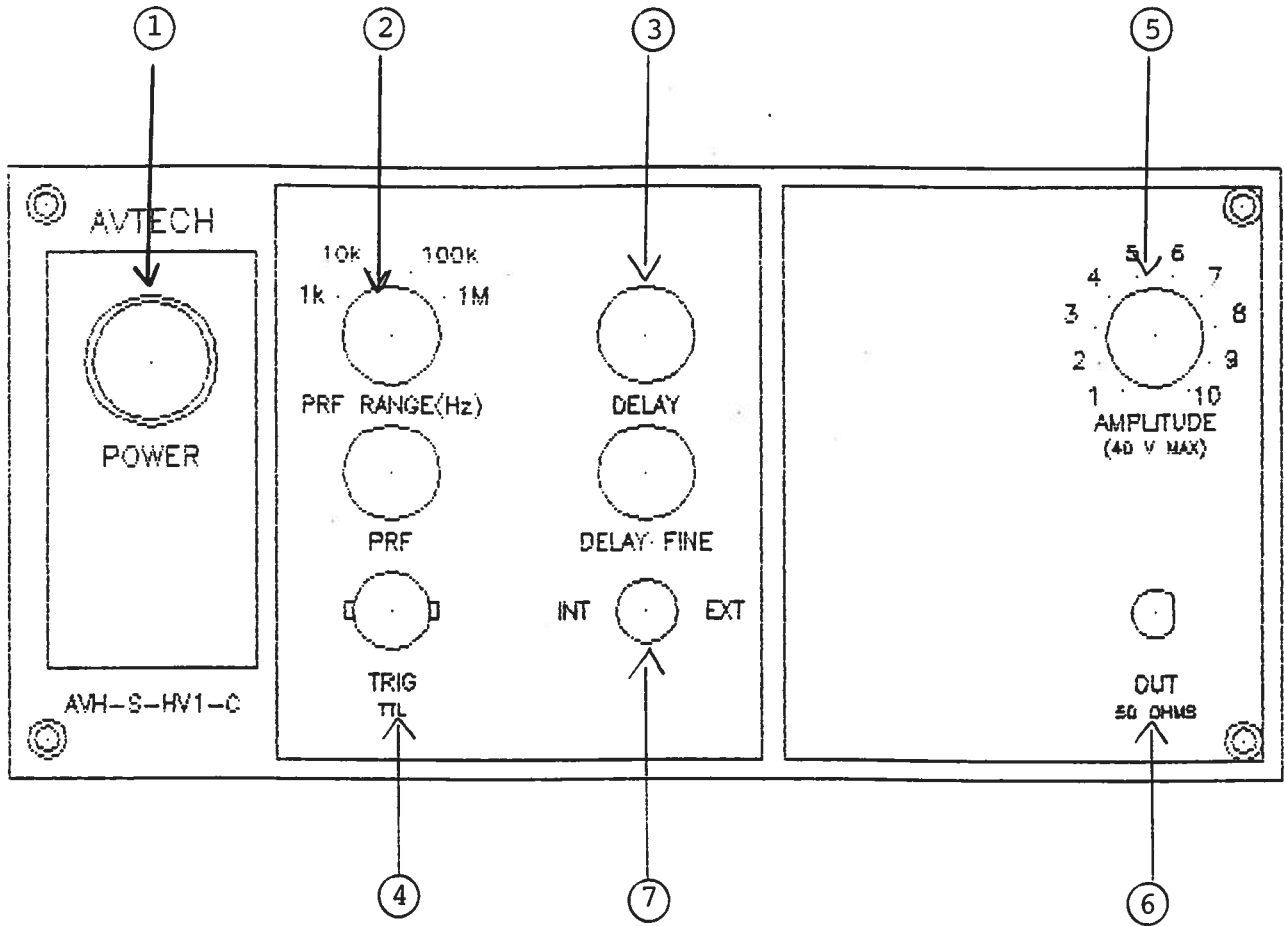 1 2 3 5
AVTECH
POWER
AVH-S-HV1-C
1k 10k 100k 1M
PRF RANGE(Hz)
PRF
TRIG
TTL
DELAY
DELAY FINE
INT EXT
1 2 3 4 5 6 7 8 9 10
AMPLITUDE
(40 V MAX)
OUT
50 OHMS
4 7 6